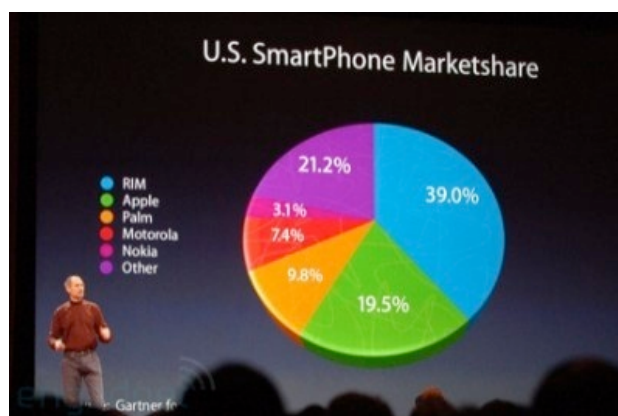 U.S. SmartPhone Marketshare
RIM
Apple
Palm
Motorola
Nokia
Other
21.2%
39.0%
3.1%
7.4%
9.8%
19.5%
Gartner fo